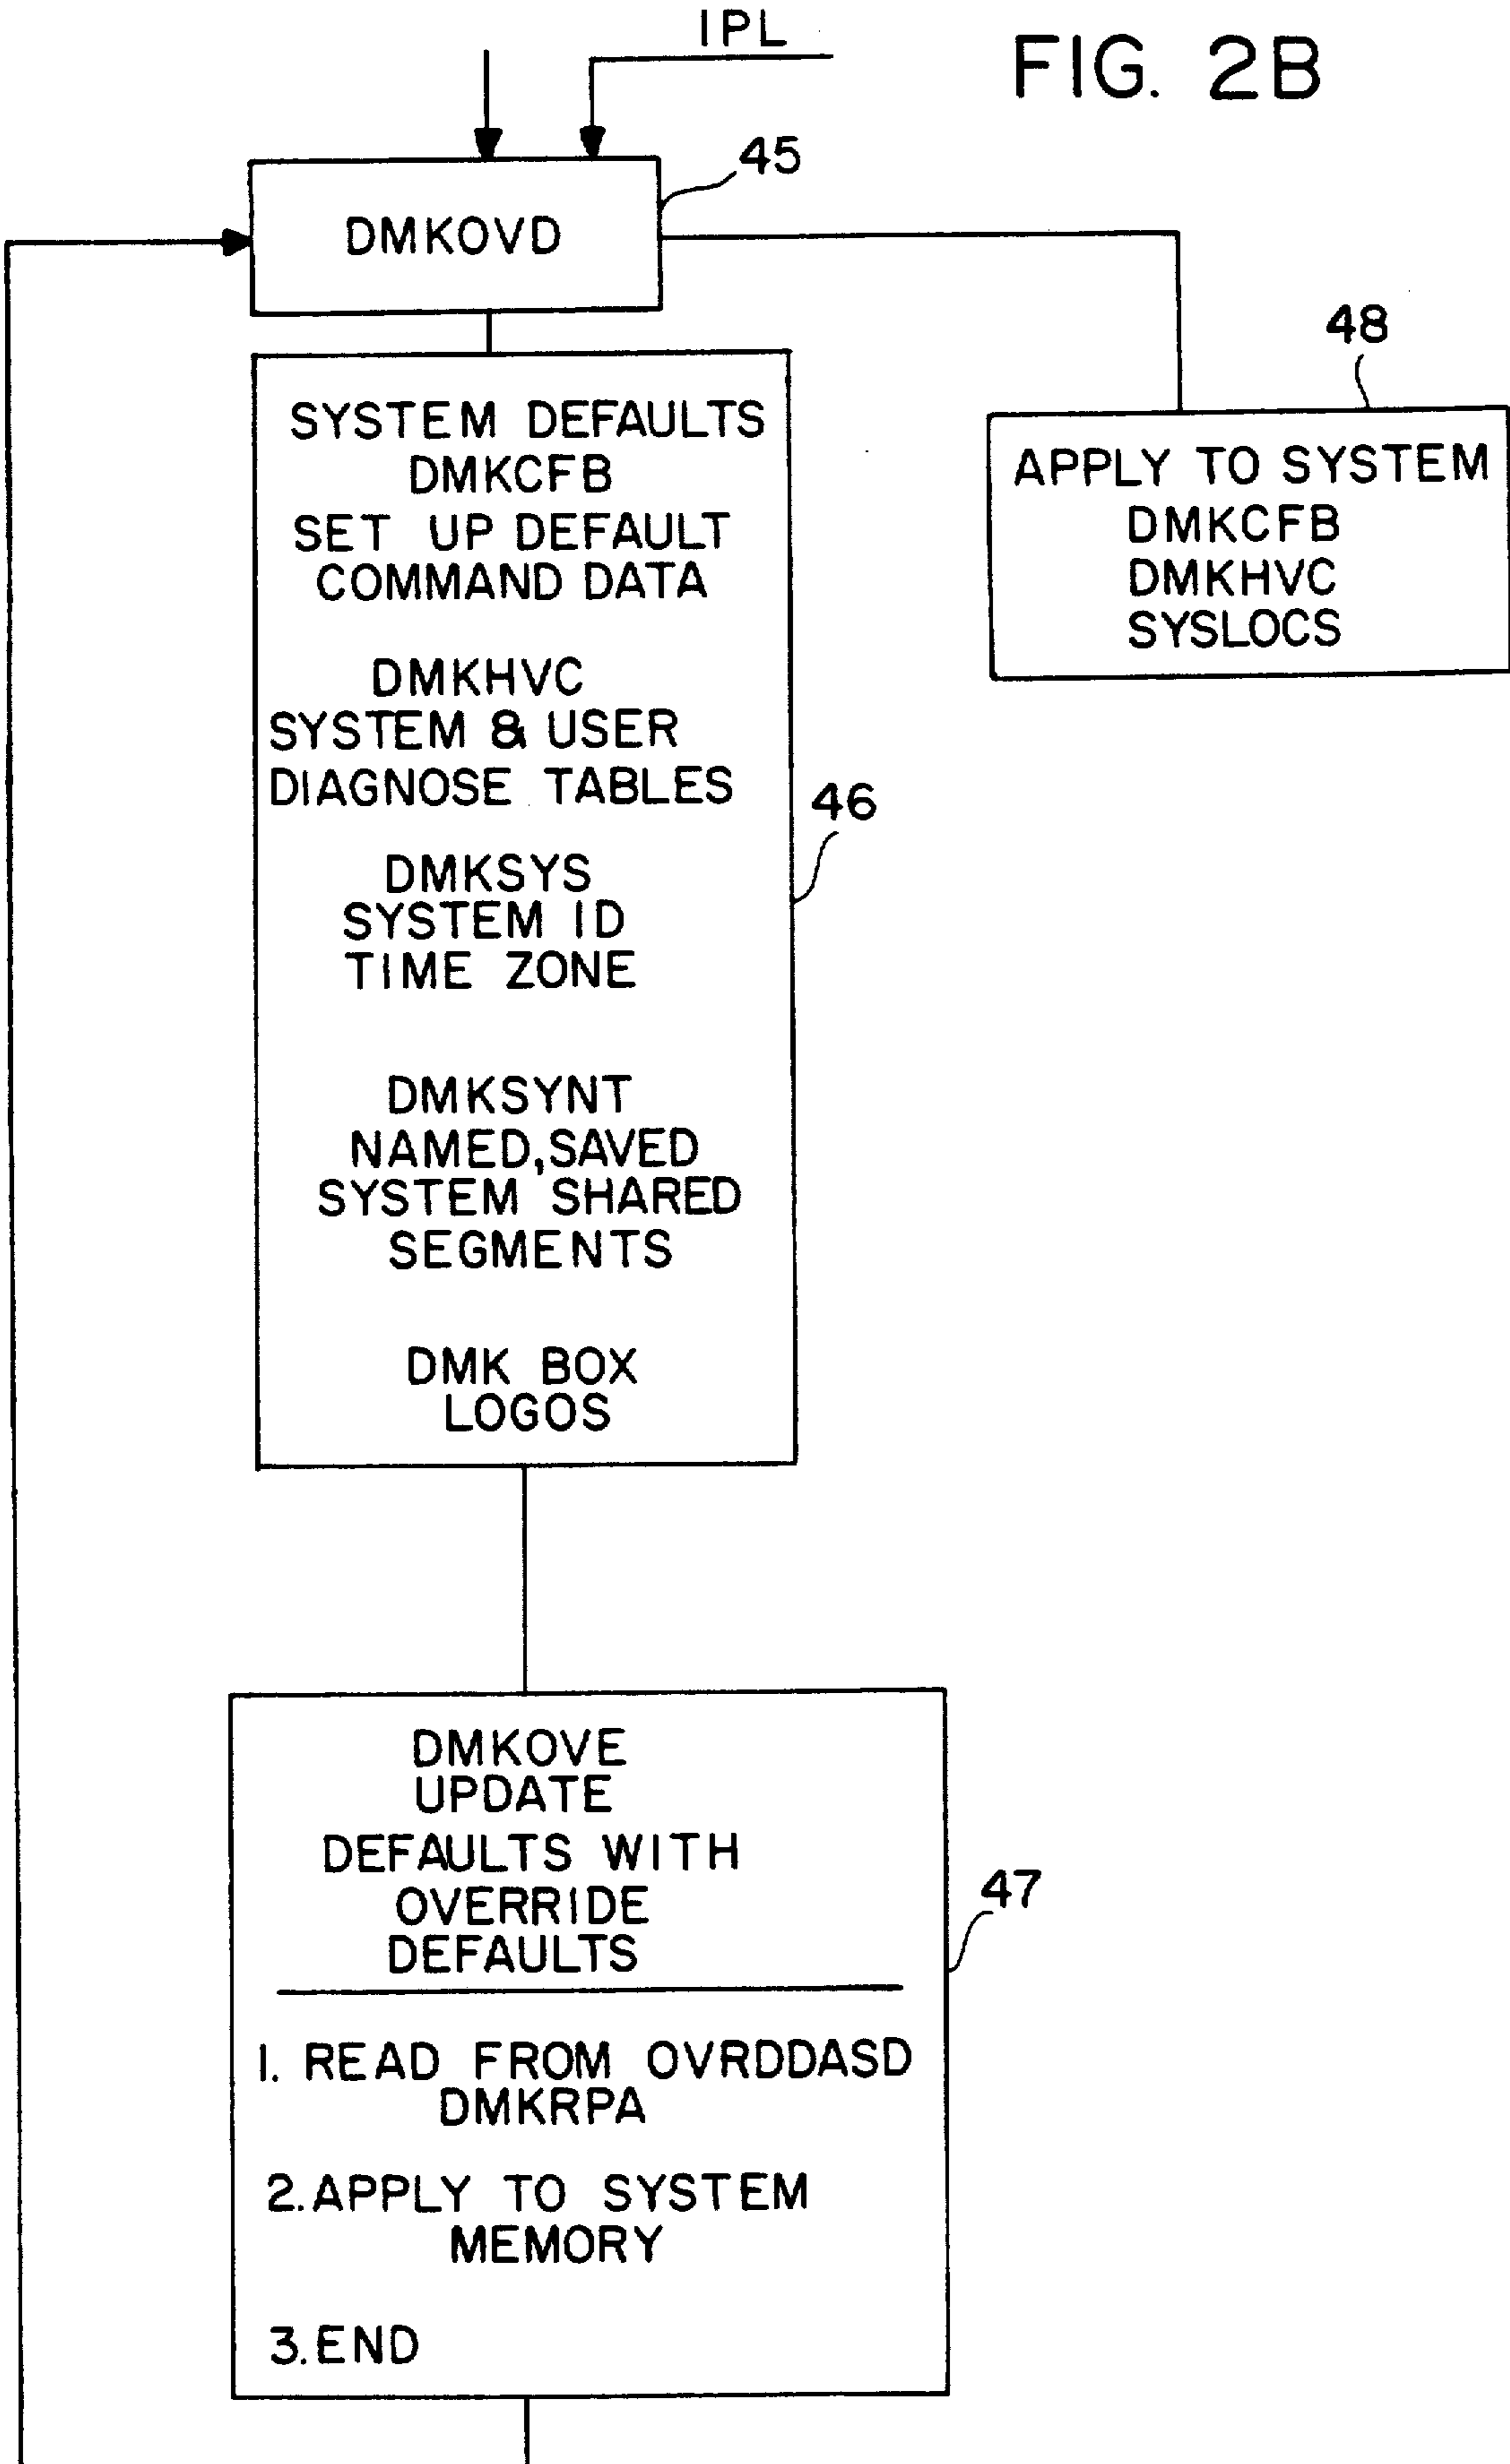 IPL
FIG. 2B
45
DMKOVD
48
APPLY TO SYSTEM
DMKCFB
DMKHVC
SYSLOCS
SYSTEM DEFAULTS
DMKCFB
SET UP DEFAULT
COMMAND DATA
DMKHVC
SYSTEM & USER
DIAGNOSE TABLES
46
DMKSYS
SYSTEM ID
TIME ZONE
DMKSYNT
NAMED,SAVED
SYSTEM SHARED
SEGMENTS
DMK BOX
LOGOS
DMKOVE
UPDATE
DEFAULTS WITH
OVERRIDE
DEFAULTS
47
1. READ FROM OVRDDASD
DMKRPA
2. APPLY TO SYSTEM
MEMORY
3. END